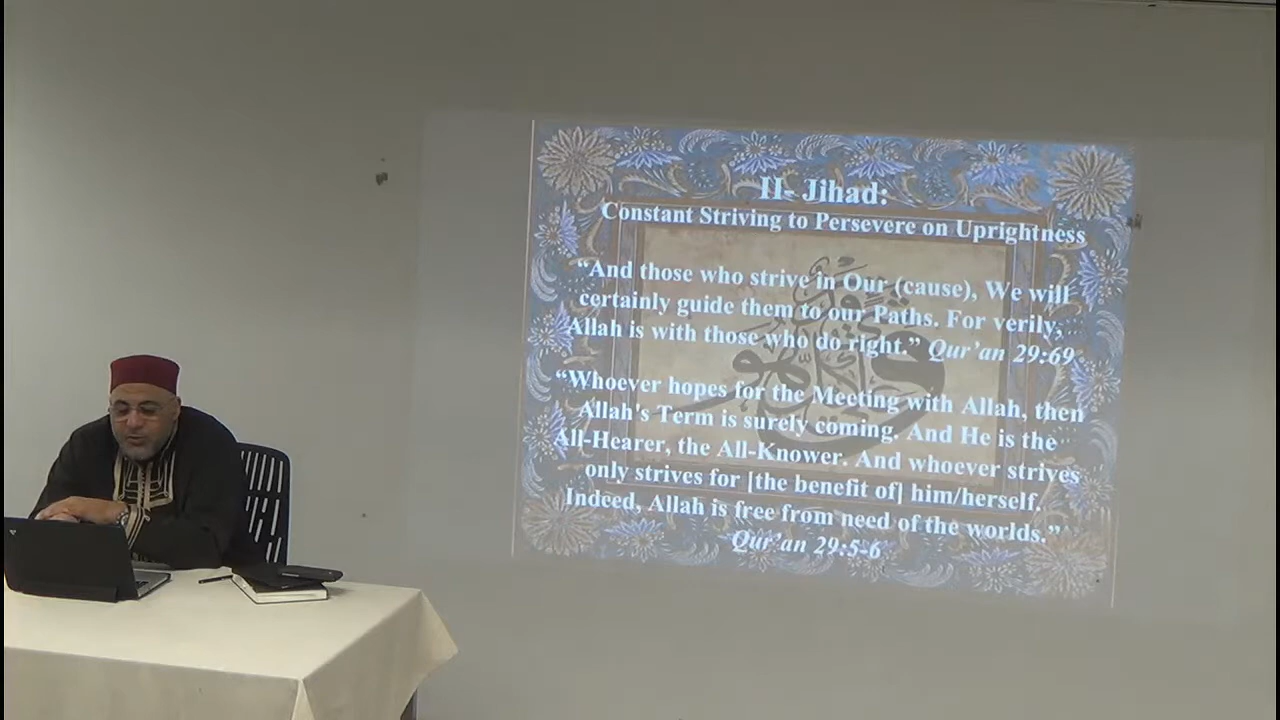 II- Jihad:
Constant Striving to Persevere on Uprightness
“And those who strive in Our (cause), We will
certainly guide them to our Paths. For verily,
Allah is with those who do right.” Qur’an 29:69
“Whoever hopes for the Meeting with Allah, then
Allah's Term is surely coming. And He is the
All-Hearer, the All-Knower. And whoever strives
only strives for [the benefit of] him/herself.
Indeed, Allah is free from need of the worlds.”
Qur’an 29:5-6